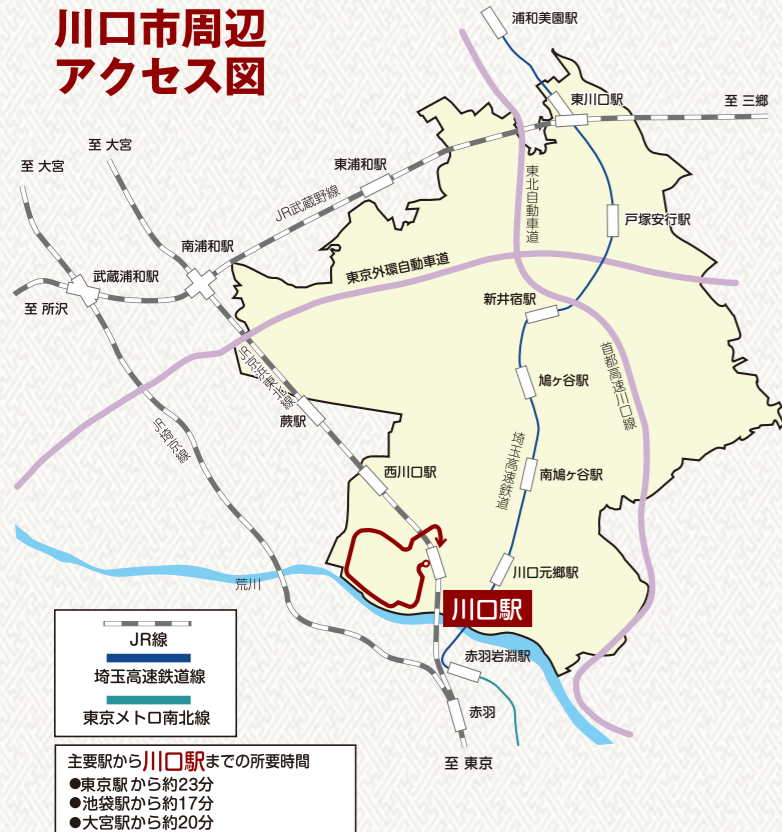 川口市周辺
アクセス図
浦和美園駅
東川口駅
至 三郷
至 大宮
至 大宮
東浦和駅
JR武蔵野線
東北自動車道
戸塚安行駅
南浦和駅
武蔵浦和駅
東京外環自動車道
至 所沢
新井宿駅
JR京浜東北線
首都高速川口線
鳩ヶ谷駅
蕨駅
JR埼京線
埼玉高速鉄道
西川口駅
南鳩ヶ谷駅
川口元郷駅
荒川
川口駅
JR線
埼玉高速鉄道線
東京メトロ南北線
赤羽岩淵駅
赤羽
至 東京
主要駅から川口駅までの所要時間
●東京駅から約23分
●池袋駅から約17分
●大宮駅から約20分